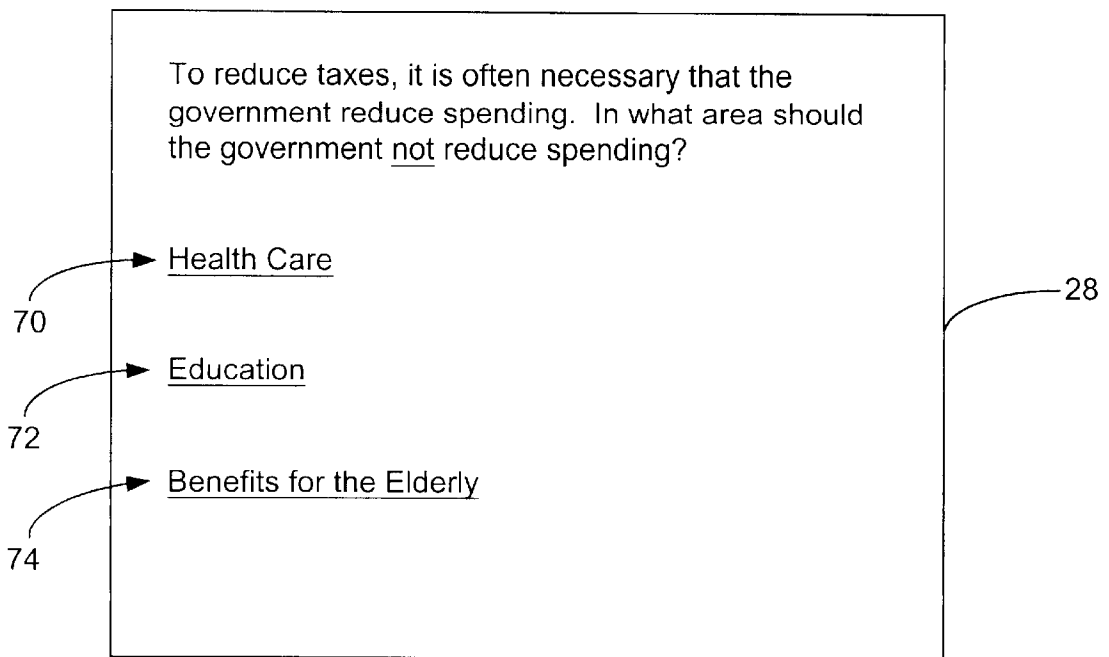 To reduce taxes, it is often necessary that the
government reduce spending. In what area should
the government not reduce spending?
Health Care
28
70
Education
72
Benefits for the Elderly
74